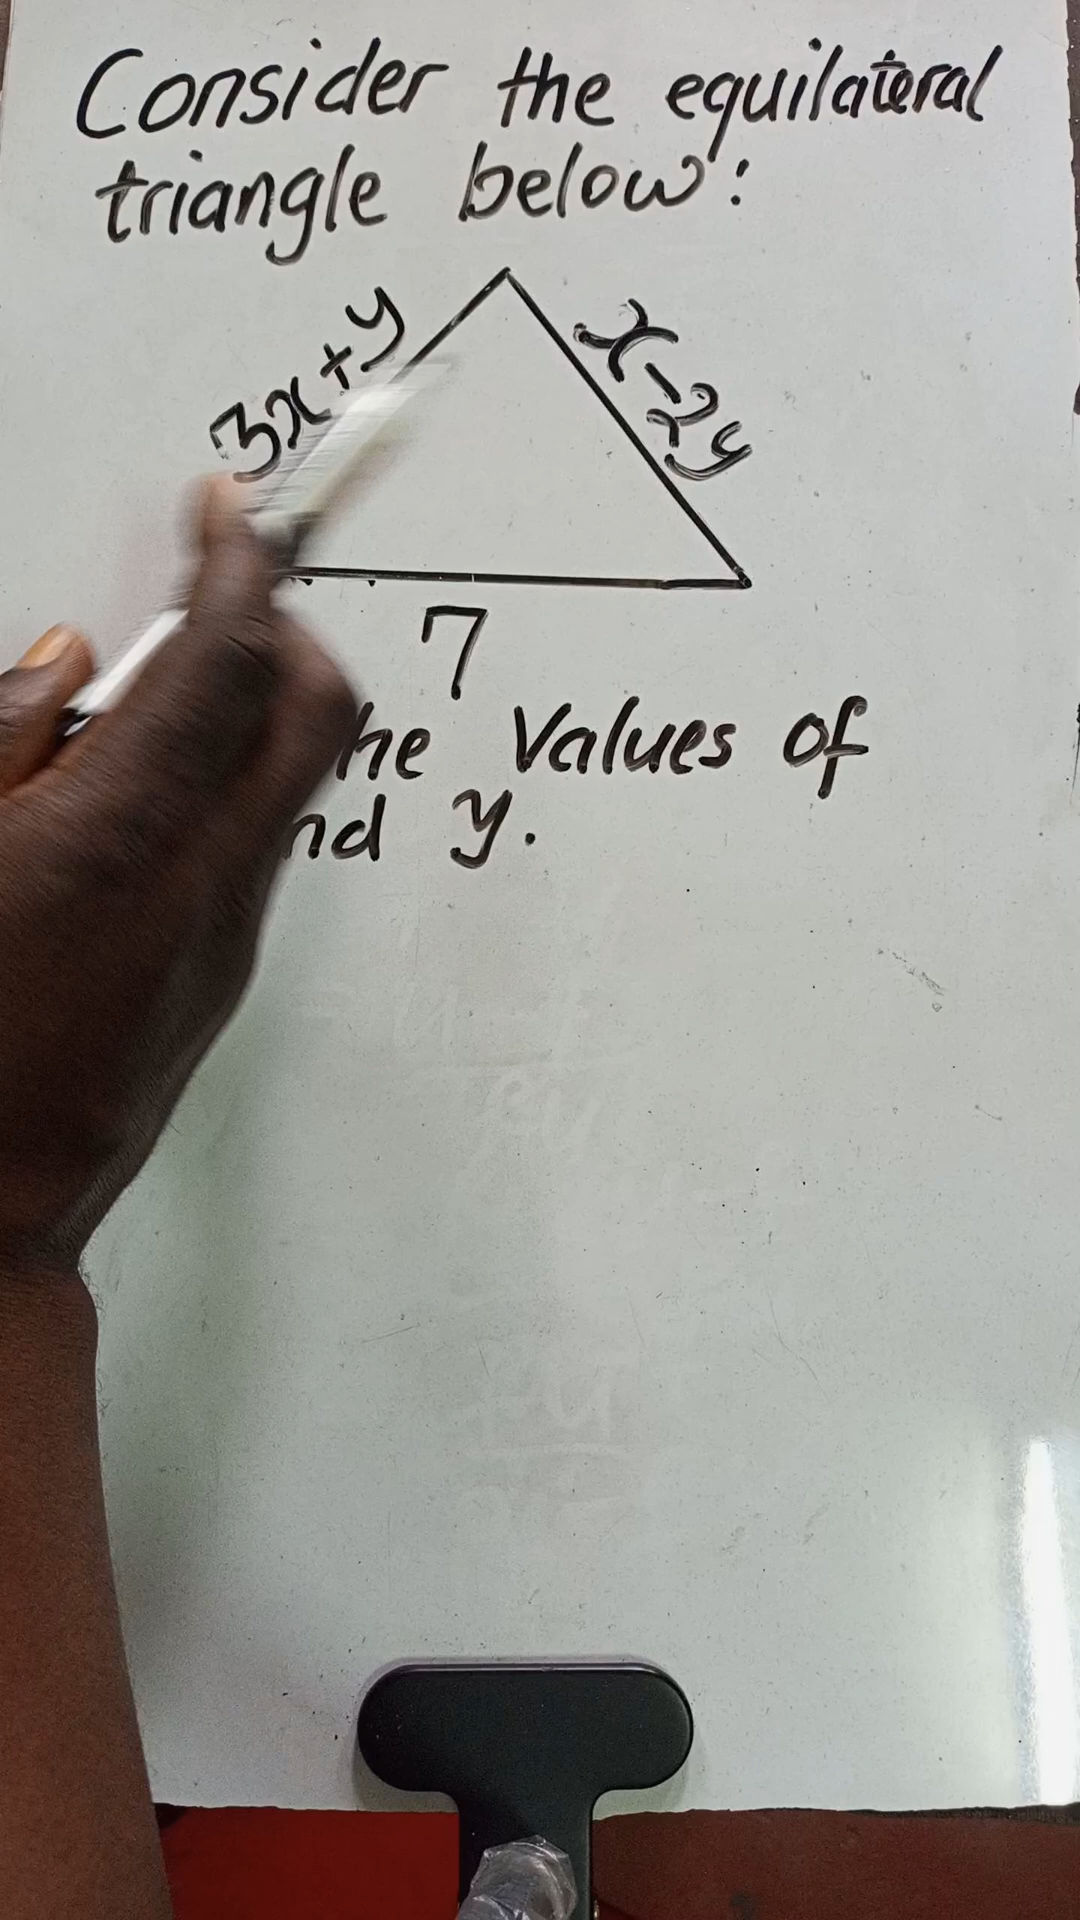 Consider the equilateral
triangle below:
3x+y
x-2y
7
he Values of
nd y.